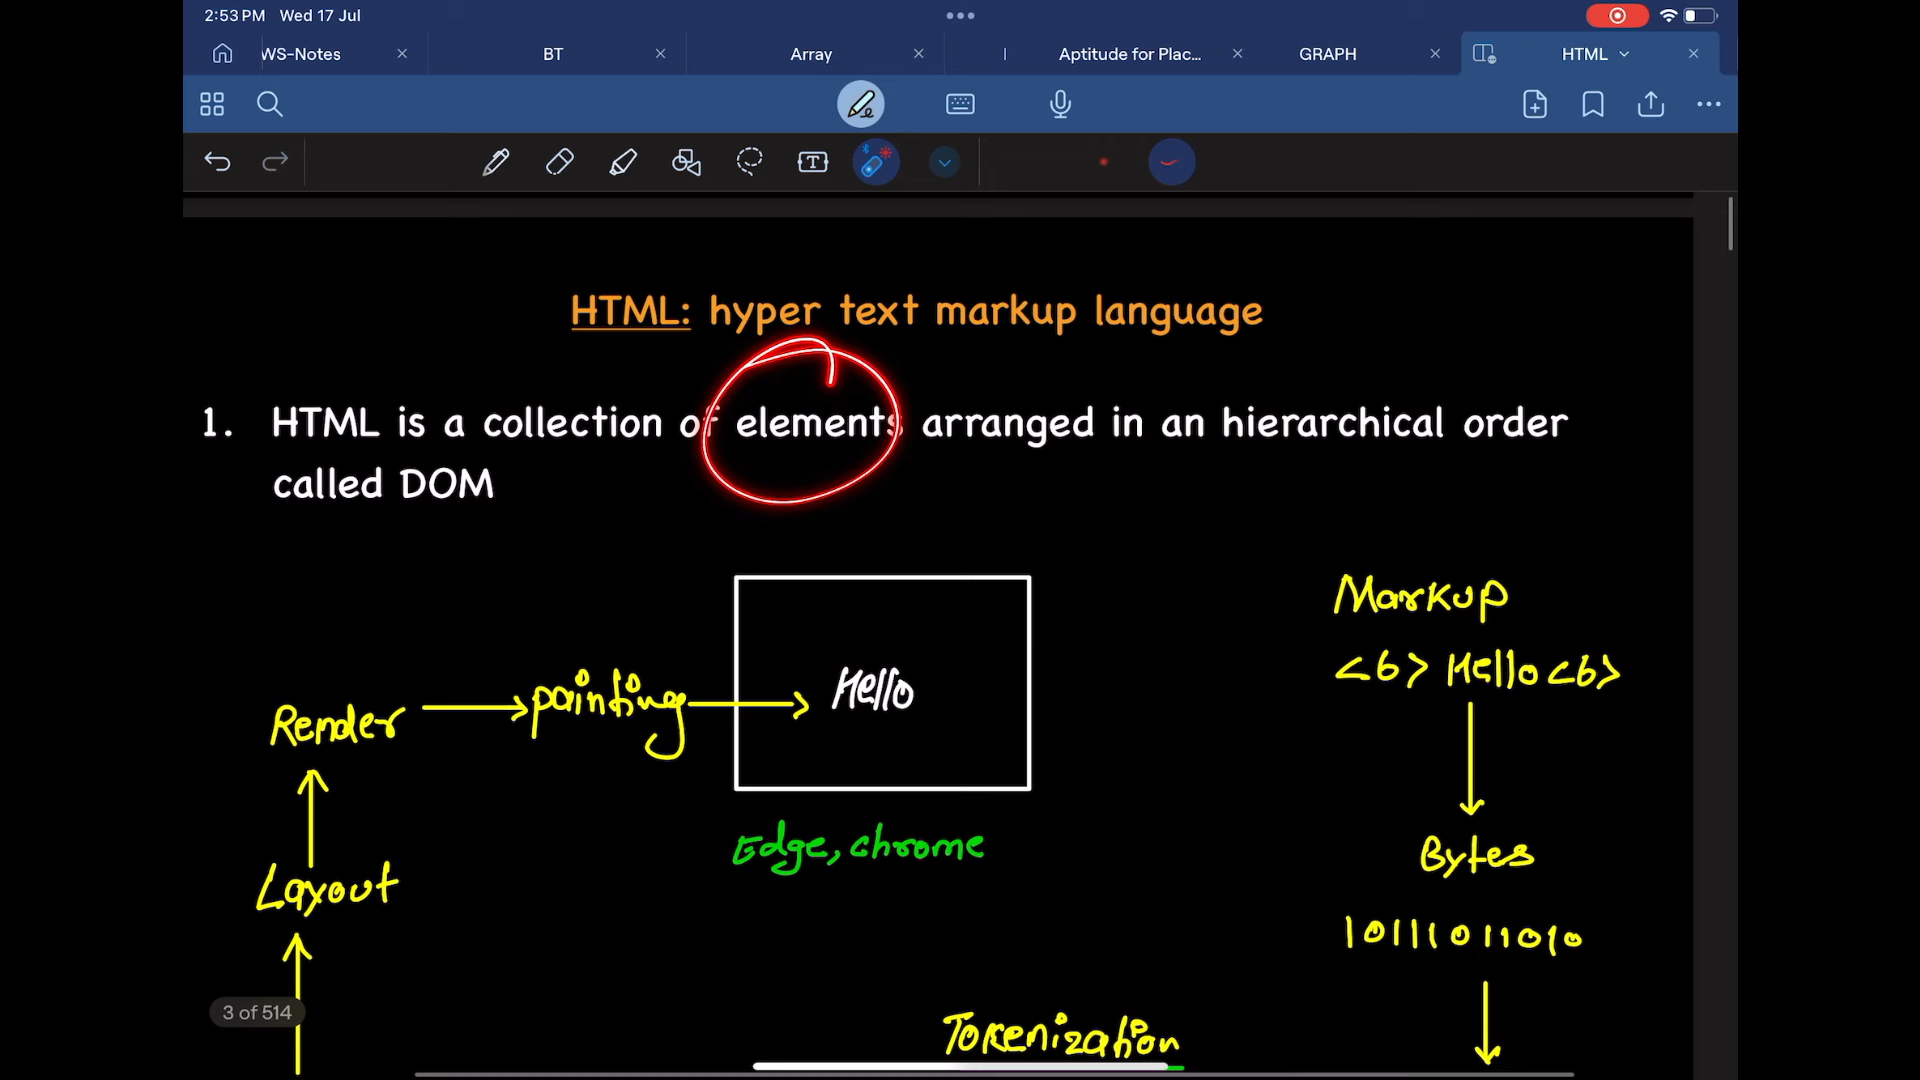 2:53 PM Wed 17 Jul
WS-Notes
BT
Array
Aptitude for Plac...
GRAPH
HTML
T
HTML: hyper text markup language
1. HTML is a collection of elements arranged in an hierarchical order
called DOM
Markup
<b> Hello <b>
Hello
Render
painting
Edge, chrome
Bytes
Layout
10111011010
3 of 514
Tokenization